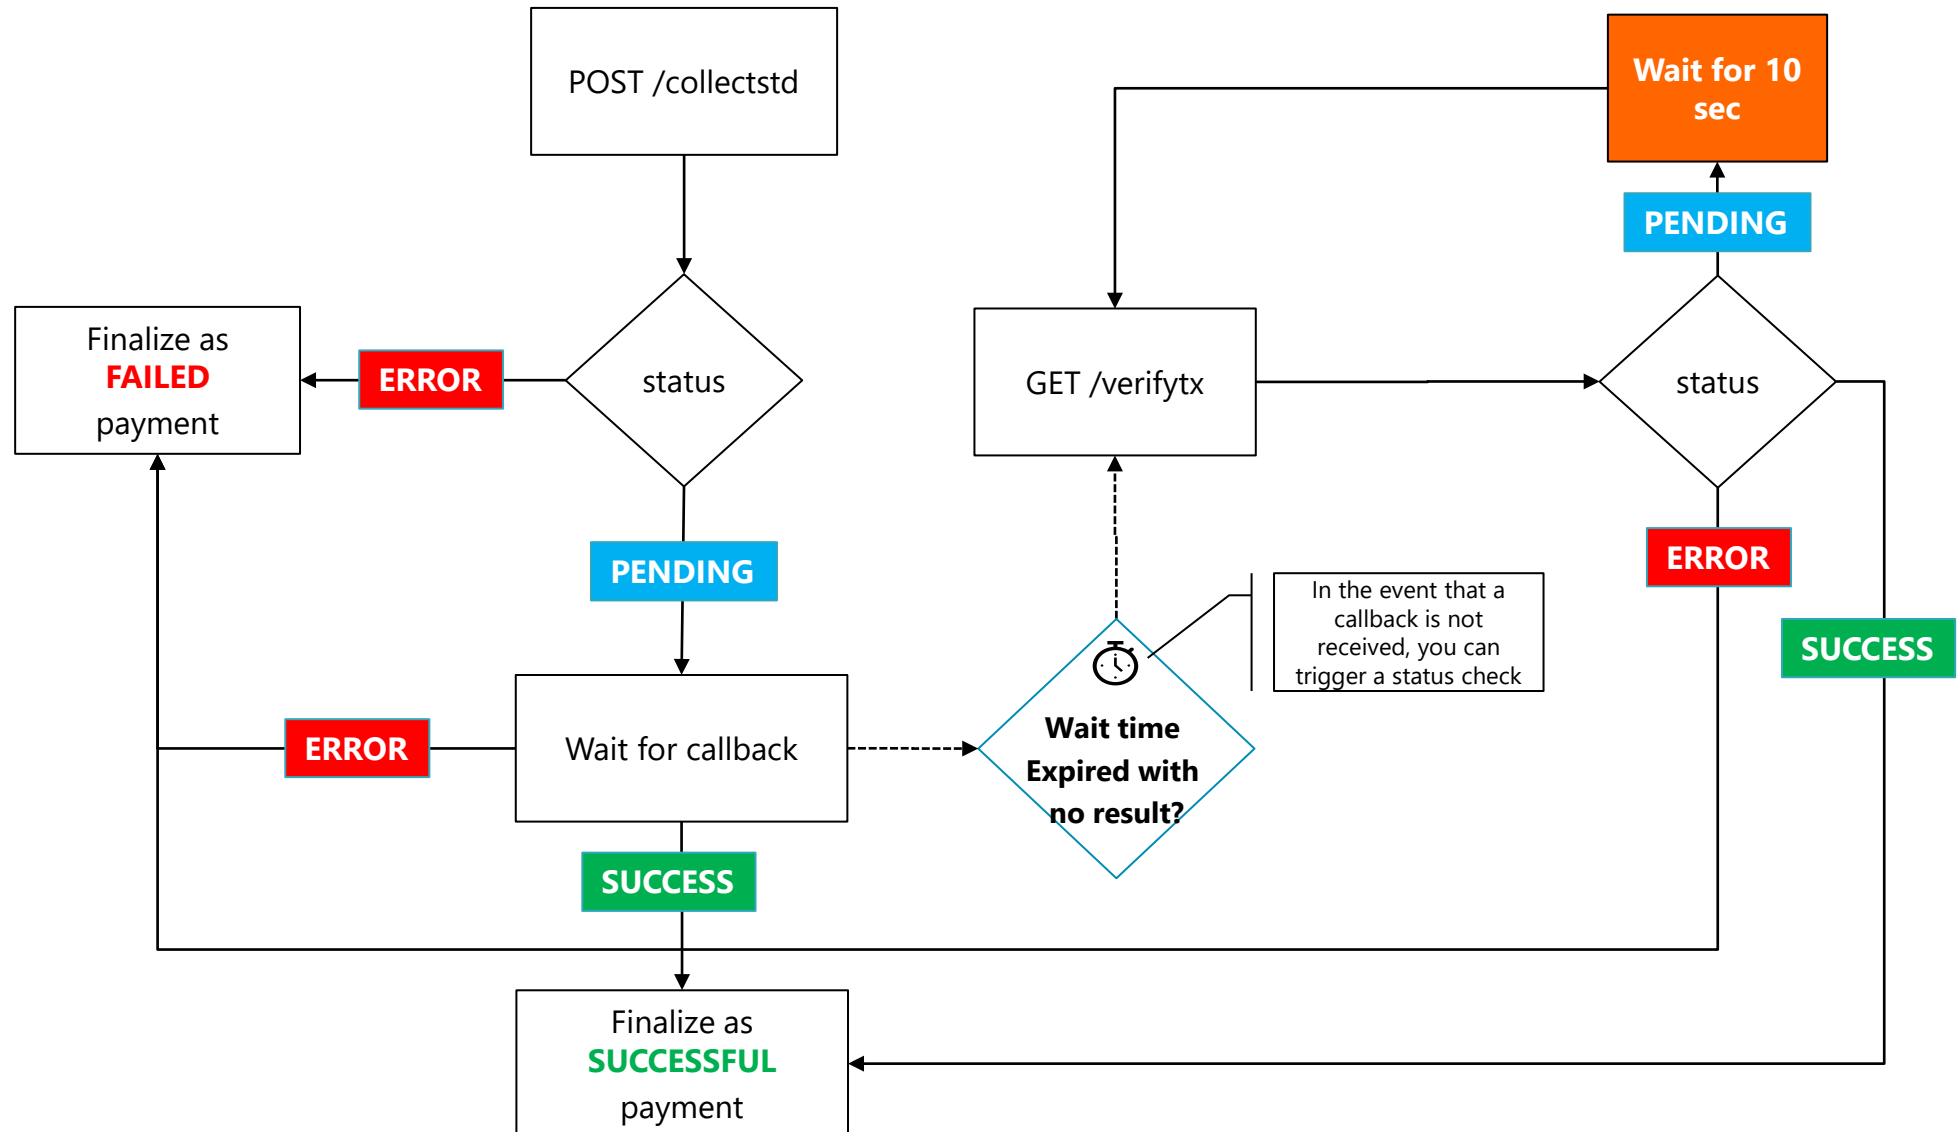 POST /collectstd
Wait for 10
sec
PENDING
Finalize as
FAILED
payment
ERROR
status
GET /verifytx
status
PENDING
ERROR
In the event that a
callback is not
received, you can
trigger a status check
SUCCESS
ERROR
Wait for callback
Wait time
Expired with
no result?
SUCCESS
Finalize as
SUCCESSFUL
payment